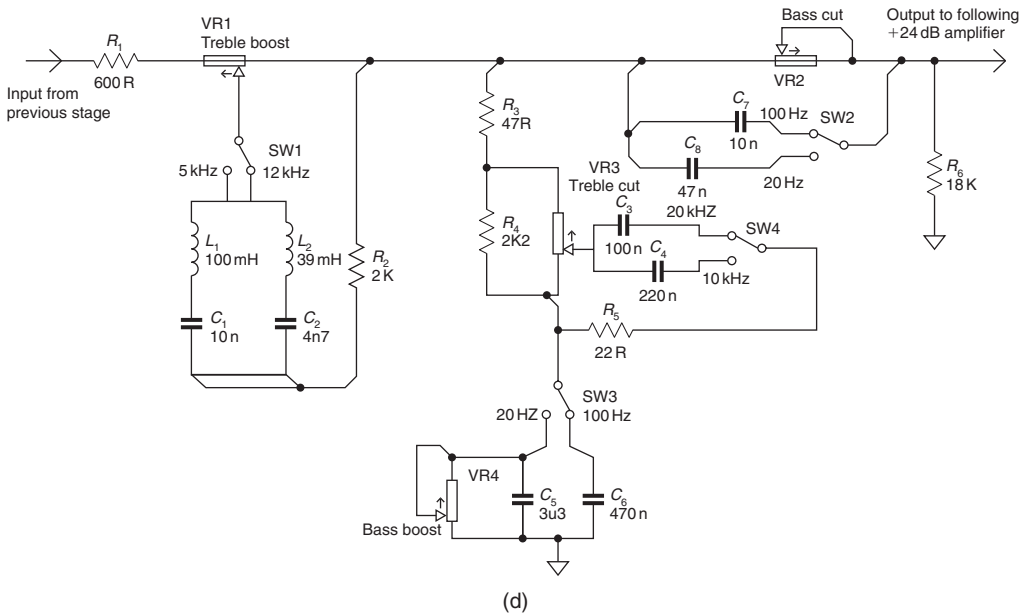 VR1
Treble boost
R1
600 R
Input from
previous stage
SW1
5 kHz
12 kHz
L1
100 mH
L2
39 mH
C1
10 n
C2
4n7
R2
2 K
R3
47R
R4
2K2
VR3
Treble cut
C3
100 n
20 kHZ
C4
220 n
10 kHz
SW4
R5
22 R
C7
10 n
100 Hz
C8
47 n
20 Hz
SW2
Bass cut
VR2
Output to following
+24 dB amplifier
R6
18 K
SW3
20 HZ
100 Hz
VR4
Bass boost
C5
3u3
C6
470 n
(d)